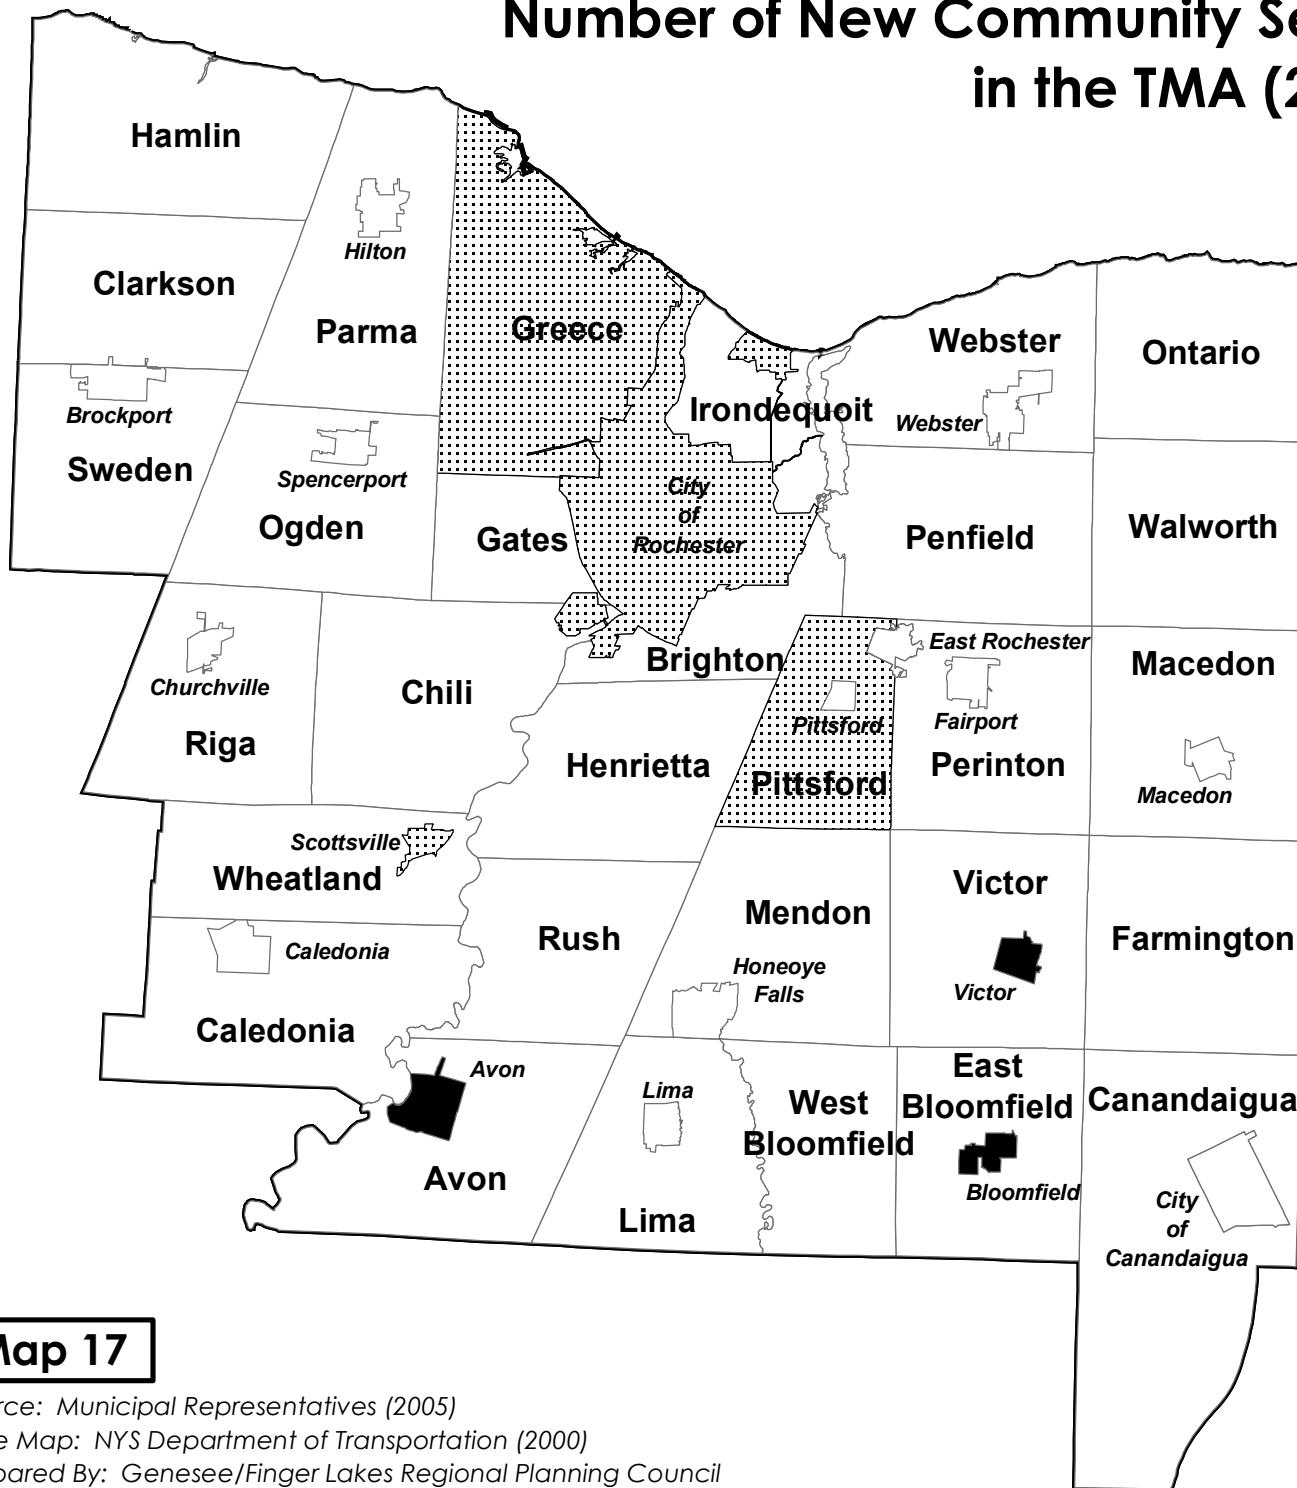 Number of New Community Se
in the TMA (2
Hamlin
Hilton
Clarkson
Parma
Greece
Webster
Ontario
Brockport
Irondequoit
Webster
Sweden
Spencerport
Ogden
Gates
City
of
Rochester
Penfield
Walworth
Churchville
Riga
Chili
Brighton
East Rochester
Macedon
Pittsford
Fairport
Henrietta
Pittsford
Perinton
Macedon
Scottsville
Wheatland
Victor
Mendon
Rush
Farmington
Caledonia
Honeoye
Falls
Victor
Caledonia
Avon
Lima
West
Bloomfield
East
Bloomfield
Canandaigua
Avon
Bloomfield
Lima
City
of
Canandaigua
Map 17
rce: Municipal Representatives (2005)
e Map: NYS Department of Transportation (2000)
pared By: Genesee/Finger Lakes Regional Planning Council